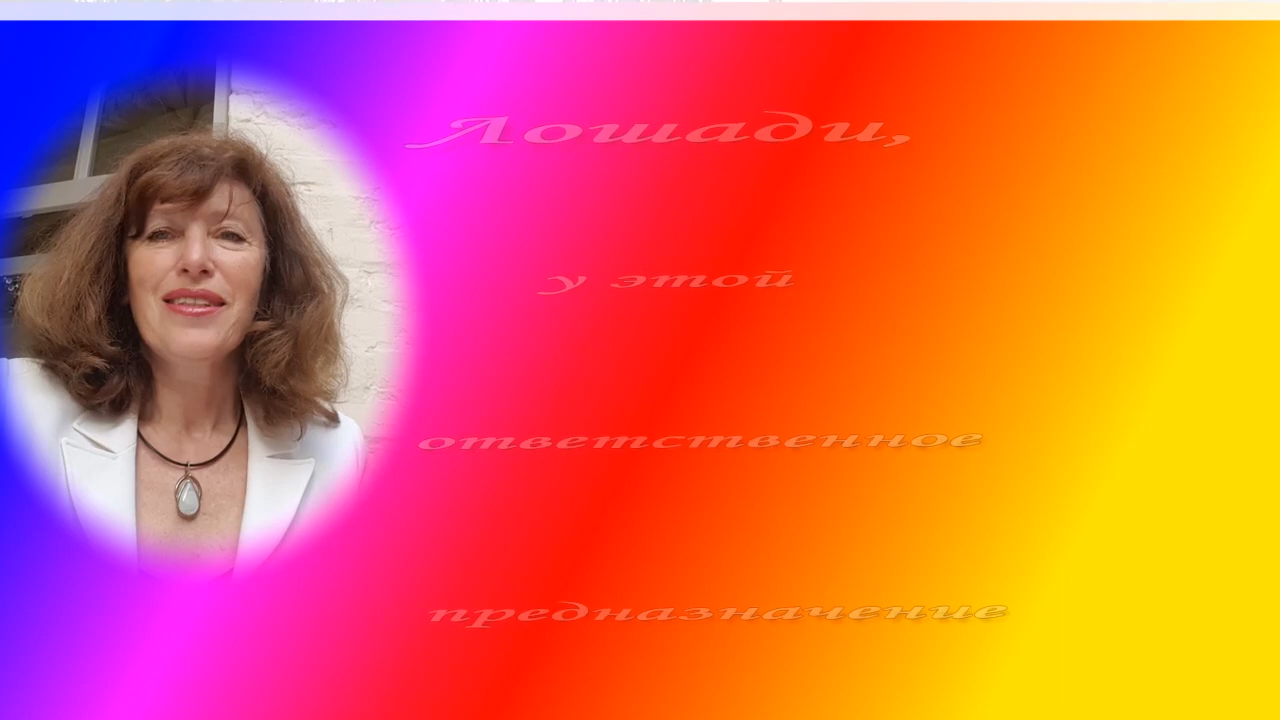 Лошади,
у этой
ответственное
предназначение